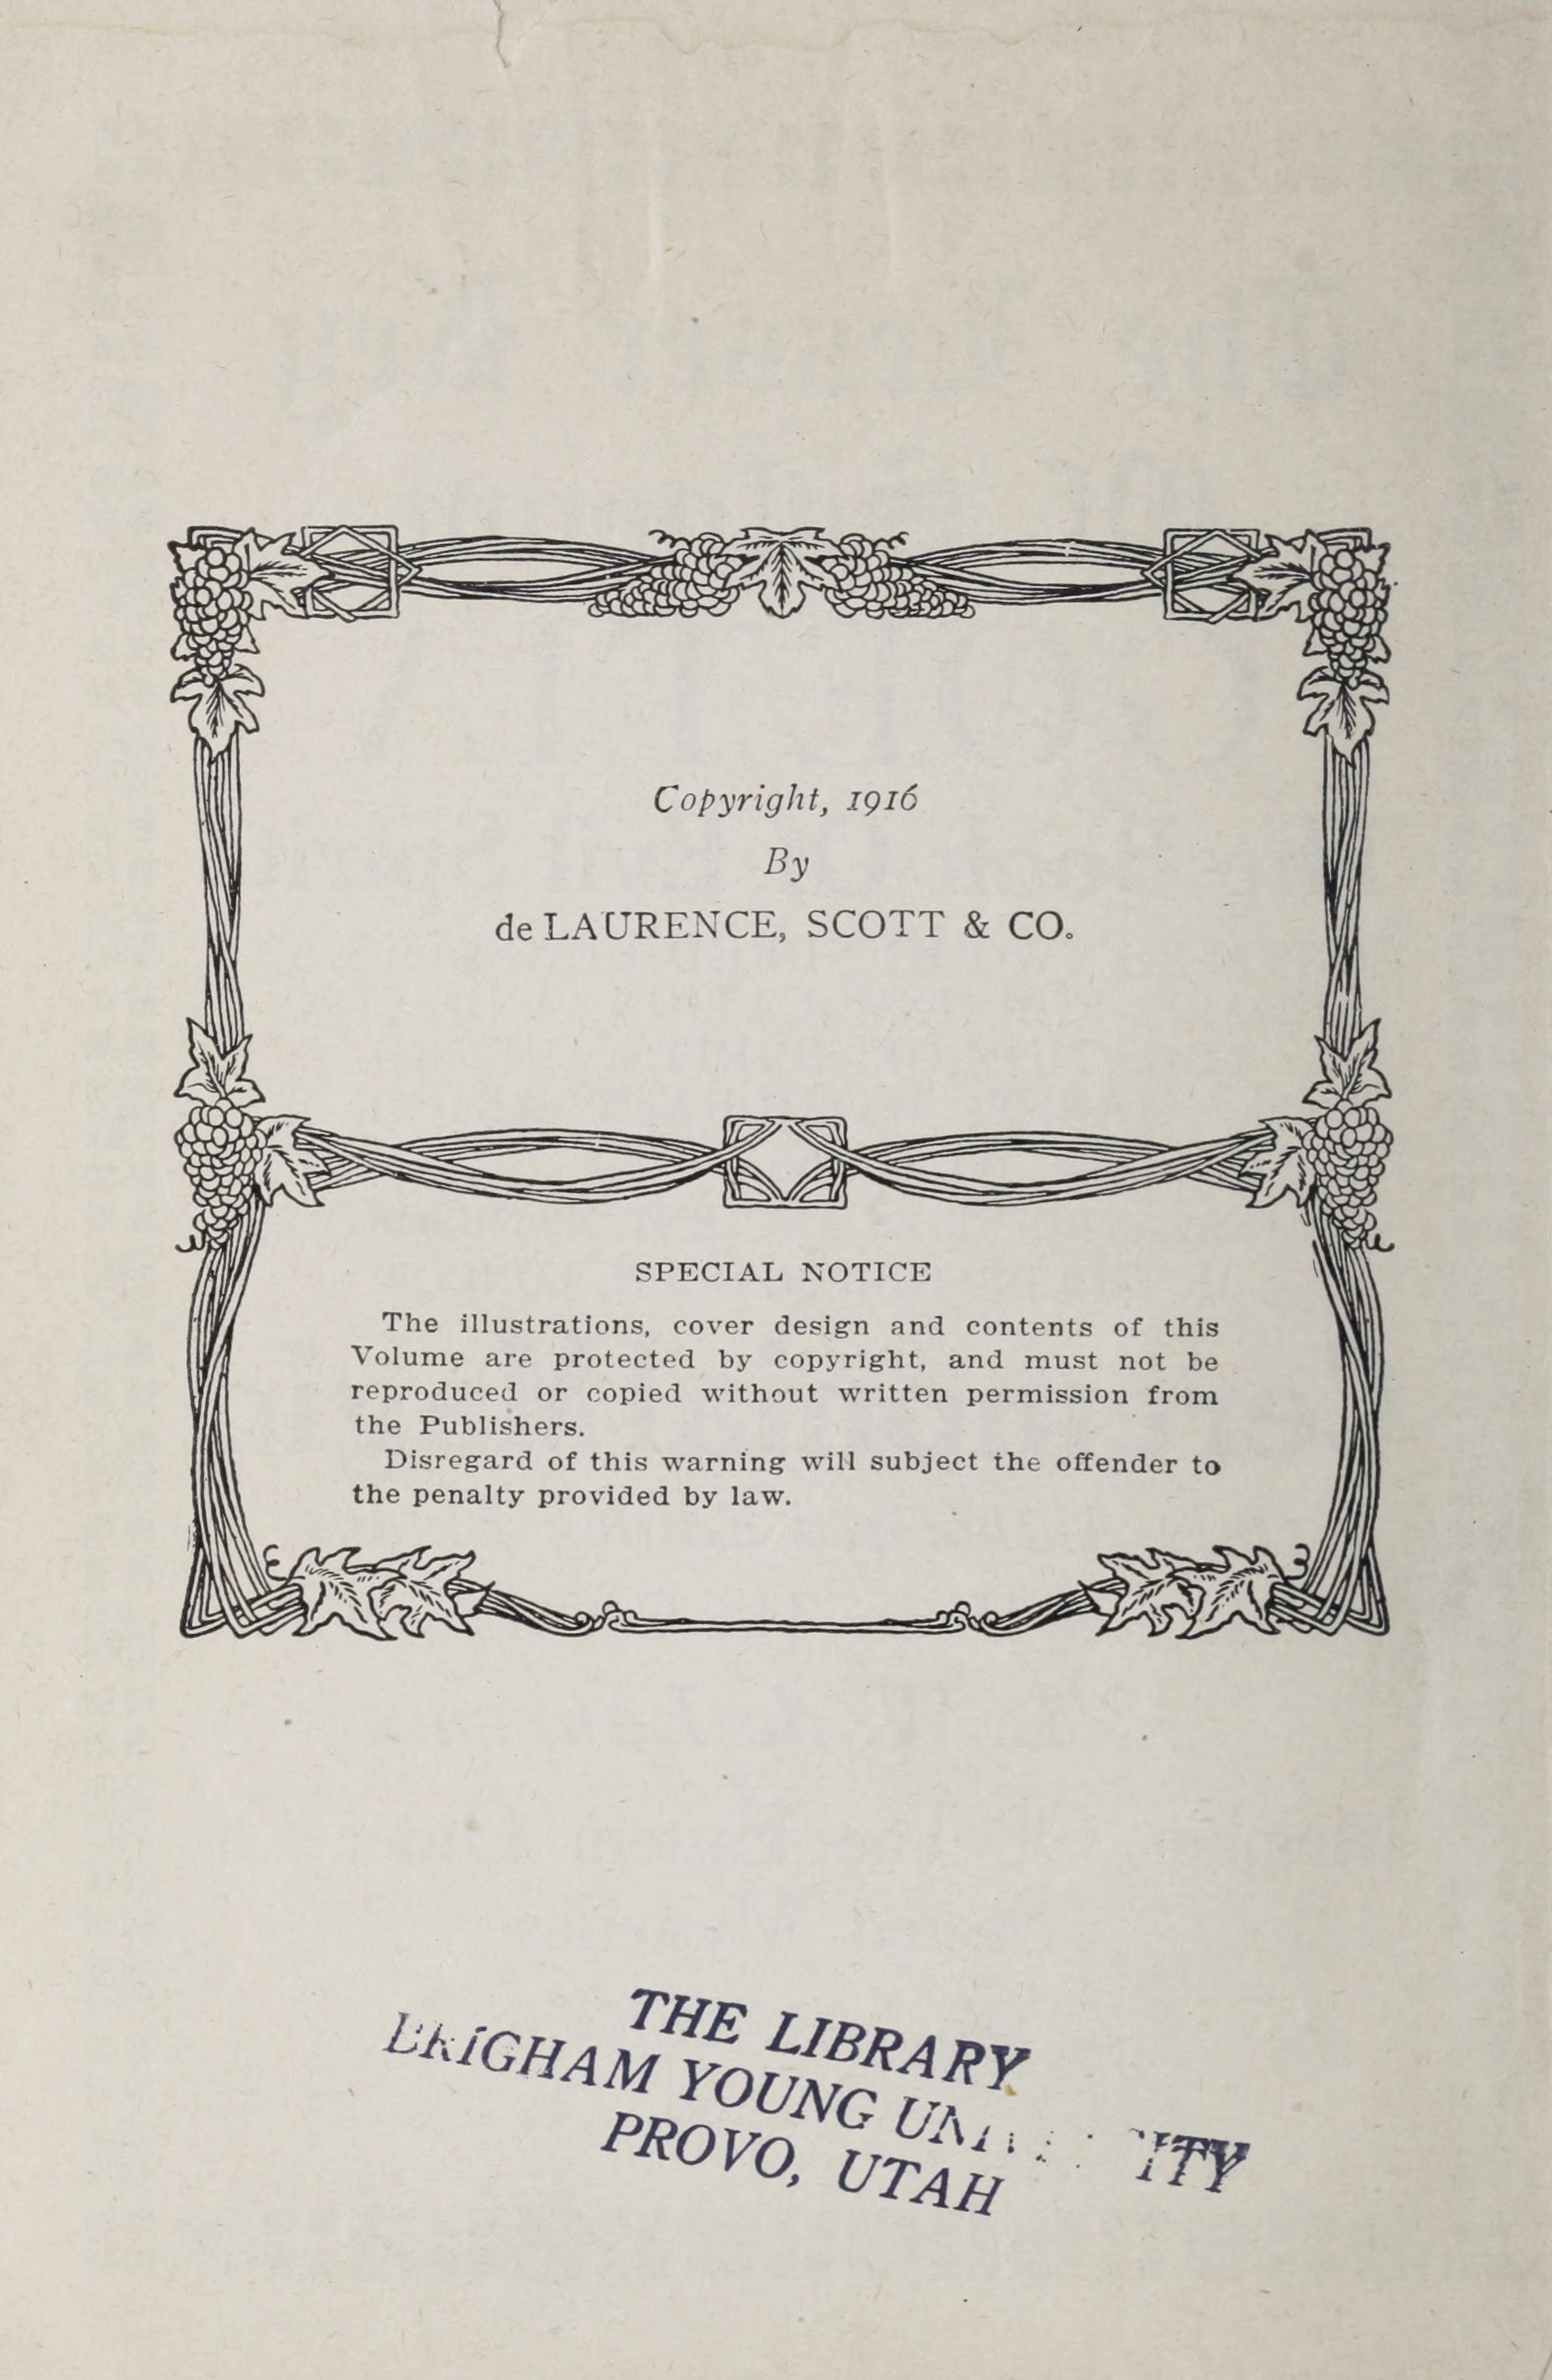 Copyright, 1916
By
de LAURENCE, SCOTT & CO.
SPECIAL NOTICE
The illustrations, cover design and contents of this
Volume are protected by copyright, and must not be
reproduced or copied without written permission from
the Publishers.
Disregard of this warning will subject the offender to
the penalty provided by law.
THE LIBRARY
BRIGHAM YOUNG UNIVERSITY
PROVO, UTAH